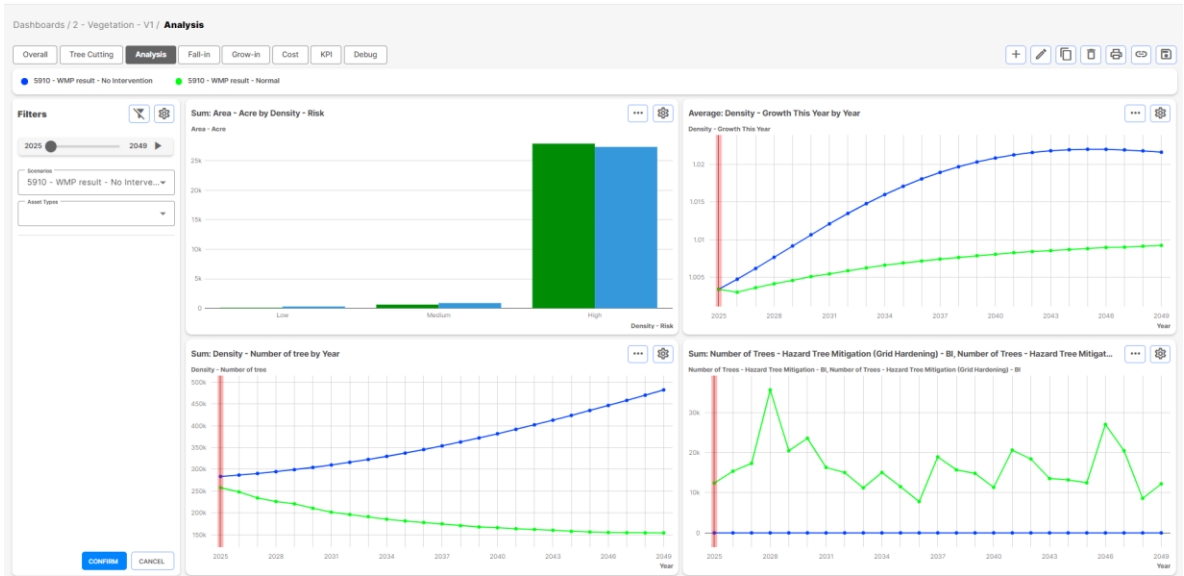 Dashboards / 2 - Vegetation - V1 / Analysis
Overall Tree Cutting Analysis Fall-in Grow-in Cost KPI Debug
5910 - WMP result - No Intervention 5910 - WMP result - Normal
Filters
2025 2049
Scenarios
5910 - WMP result - No Interve...
Asset Types
CONFIRM CANCEL
Sum: Area - Acre by Density - Risk
Area - Acre
25k
20k
15k
10k
5k
0
Low Medium High
Density - Risk
Average: Density - Growth This Year by Year
Density - Growth This Year
1.02
1.015
1.01
1.005
2025 2028 2031 2034 2037 2040 2043 2046 2049
Year
Sum: Density - Number of tree by Year
Density - Number of tree
500k
450k
400k
350k
300k
250k
200k
150k
2025 2028 2031 2034 2037 2040 2043 2046 2049
Year
Sum: Number of Trees - Hazard Tree Mitigation (Grid Hardening) - BI, Number of Trees - Hazard Tree Mitigat...
Number of Trees - Hazard Tree Mitigation - BI, Number of Trees - Hazard Tree Mitigation (Grid Hardening) - BI
30k
20k
10k
0
2025 2028 2031 2034 2037 2040 2043 2046 2049
Year